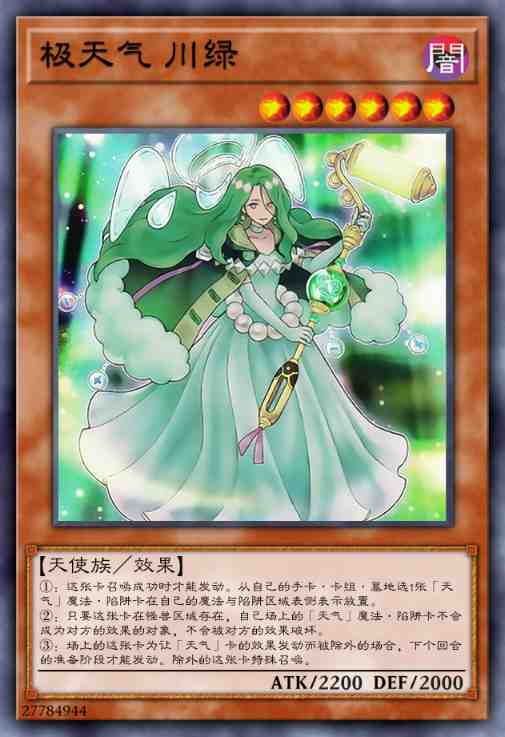 极天气 川绿
闇
【天使族／效果】
①：这张卡召唤成功时才能发动。从自己的手卡·卡组·墓地选1张「天
气」魔法·陷阱卡在自己的魔法与陷阱区域表侧表示放置。
②：只要这张卡在怪兽区域存在，自己场上的「天气」魔法·陷阱卡不会
成为对方的效果的对象，不会被对方的效果破坏。
③：场上的这张卡为让「天气」卡的效果发动而被除外的场合，下个回合
的准备阶段才能发动。除外的这张卡特殊召唤。
ATK/2200 DEF/2000
27784944